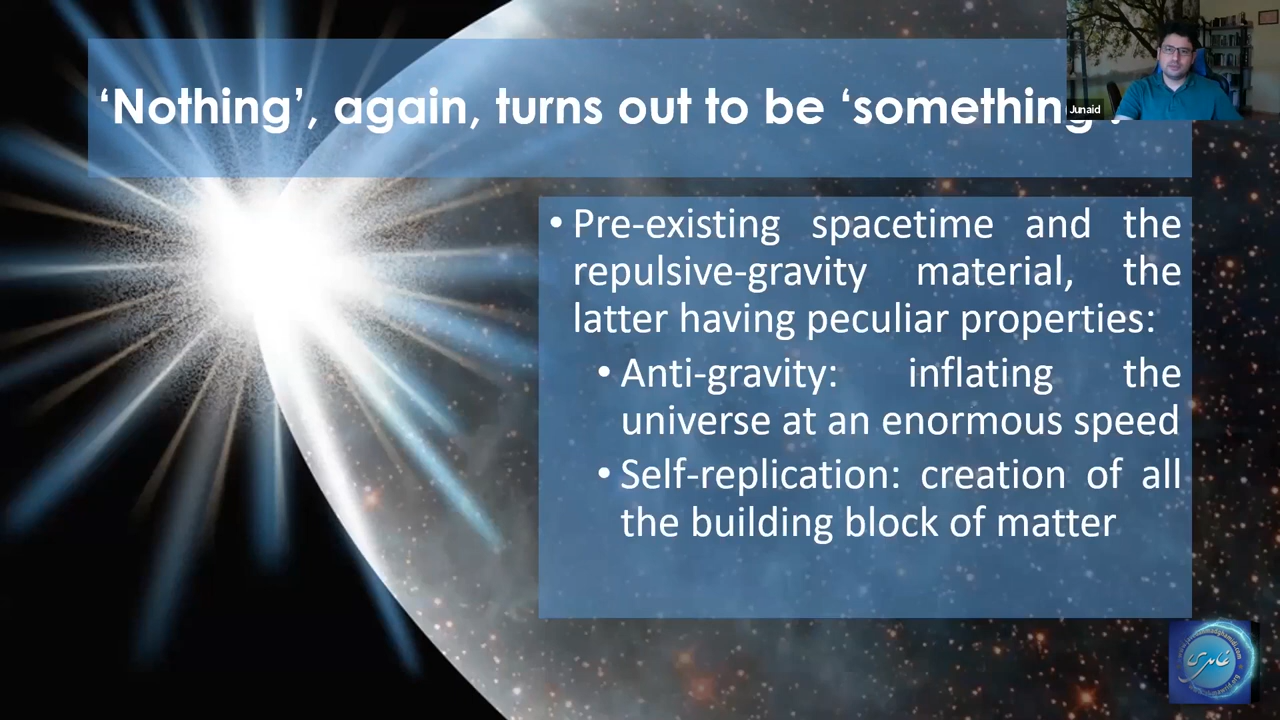 ‘Nothing’, again, turns out to be ‘something’.
Junaid
• Pre-existing spacetime and the
repulsive-gravity material, the
latter having peculiar properties:
• Anti-gravity: inflating the
universe at an enormous speed
• Self-replication: creation of all
the building block of matter
غامدی